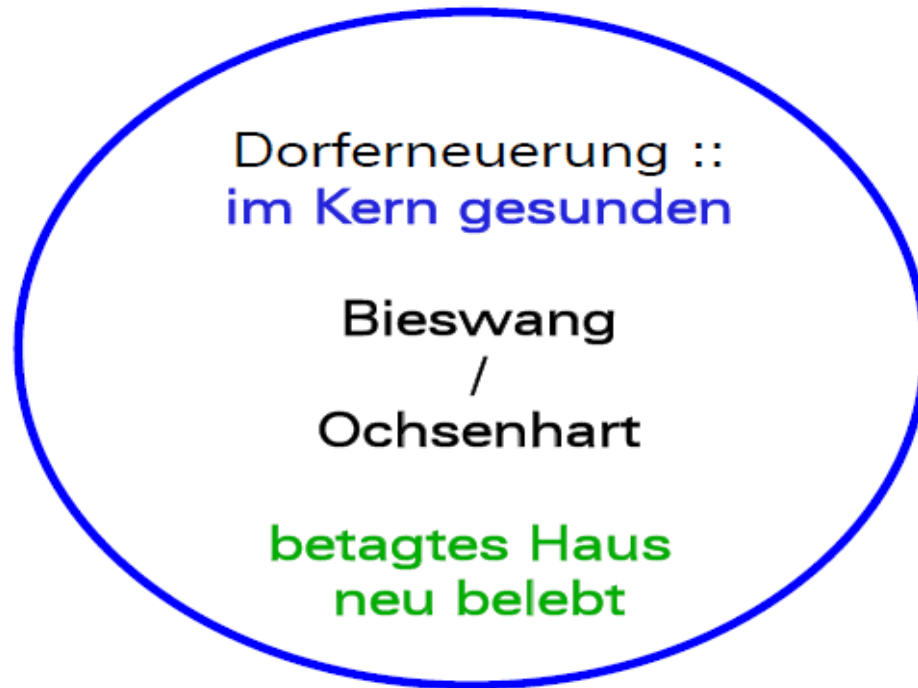 Dorferneuerung ::
im Kern gesunden
Bieswang
/
Ochsenhart
betagtes Haus
neu belebt